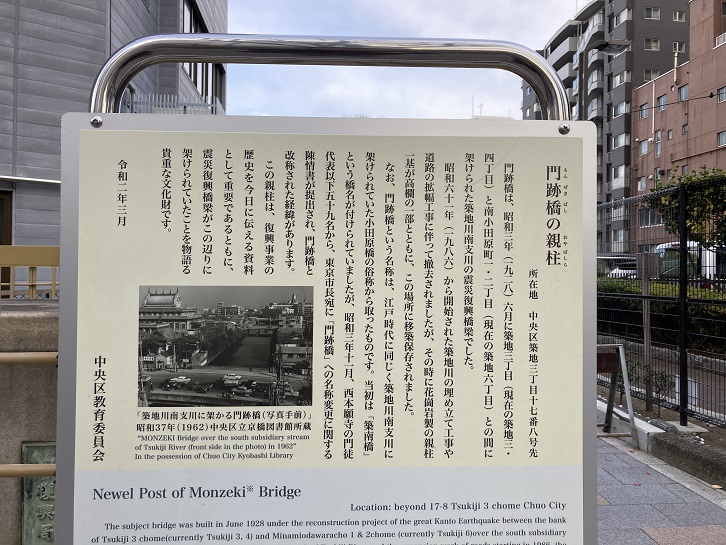 門跡橋の親柱
もんぜきばし
おやばしら
所在地 中央区築地三丁目十七番八号先
門跡橋は、昭和三年（一九二八）六月に築地三丁目（現在の築地三・
四丁目）と南小田原町一・二丁目（現在の築地六丁目）との間に
架けられた築地川南支川の震災復興橋梁でした。
昭和六十一年（一九八六）から開始された築地川の埋め立て工事や
道路の拡幅工事に伴って撤去されましたが、その時に花崗岩製の親柱
一基が高欄の一部とともに、この場所に移築保存されました。
なお、門跡橋という名称は、江戸時代に同じく築地川南支川に
架けられていた小田原橋の俗称から取ったものです。当初は「築南橋」
という橋名が付けられていましたが、昭和三年十一月、西本願寺の門徒
代表以下五十九名から、東京市長宛に「門跡橋」への名称変更に関する
陳情書が提出され、門跡橋と
改称された経緯があります。
この親柱は、復興事業の
歴史を今日に伝える資料
として重要であるともに、
震災復興橋梁がこの辺りに
架けられていたことを物語る
貴重な文化財です。
令和二年三月
中央区教育委員会
「築地川南支川に架かる門跡橋(写真手前)」
昭和37年(1962)中央区立京橋図書館所蔵
"MONZEKI Bridge over the south subsidiary stream
of Tsukiji River (front side in the photo) in 1962"
In the possession of Chuo City Kyobashi Library
Newel Post of Monzeki※ Bridge
Location: beyond 17-8 Tsukiji 3 chome Chuo City
The subject bridge was built in June 1928 under the reconstruction project of the great Kanto Earthquake between the bank
of Tsukiji 3 chome(currently Tsukiji 3, 4) and Minamiodawaracho 1 & 2chome (currently Tsukiji 6)over the south subsidiary